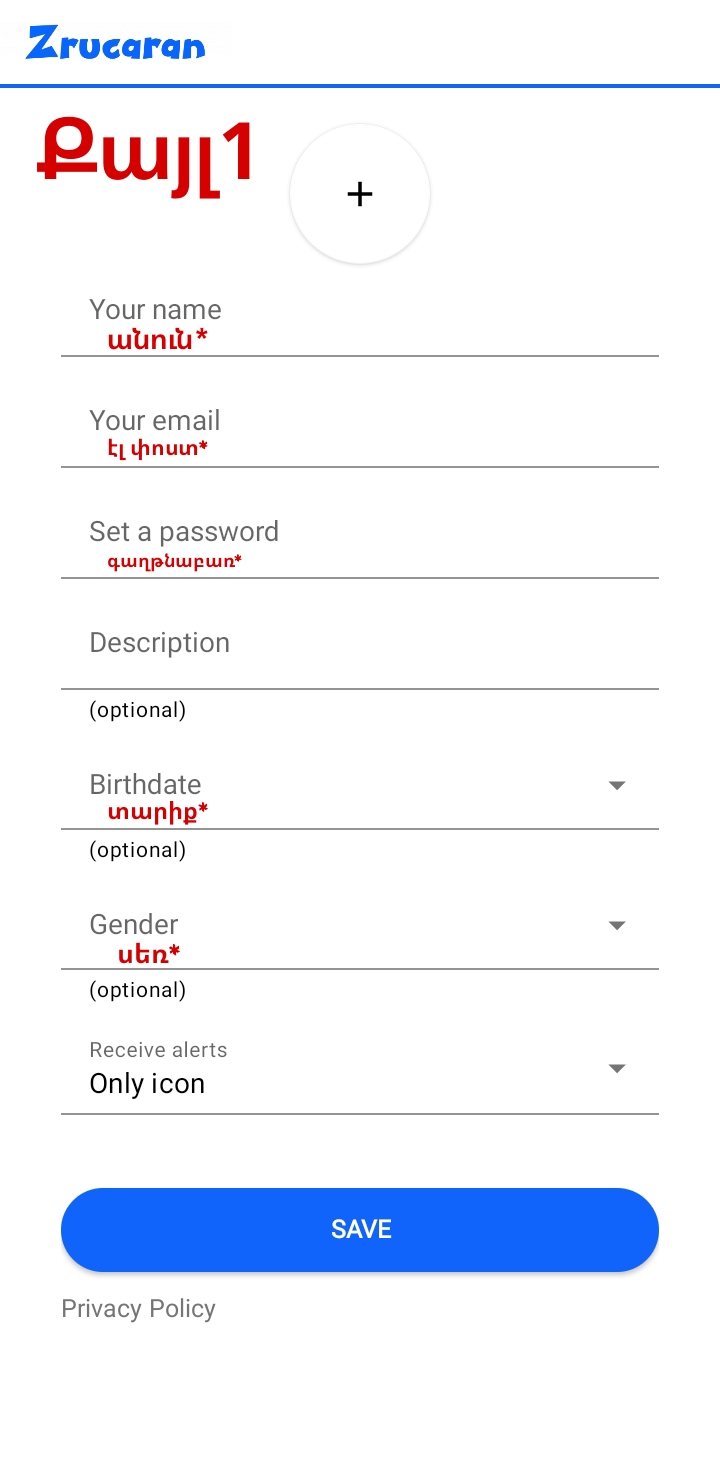 Zrucaran
Քայլ1
+
Your name
անուն*
Your email
էլ փոստ*
Set a password
գաղթնաբառ*
Description
(optional)
Birthdate
տարիք*
(optional)
Gender
սեռ*
(optional)
Receive alerts
Only icon
SAVE
Privacy Policy